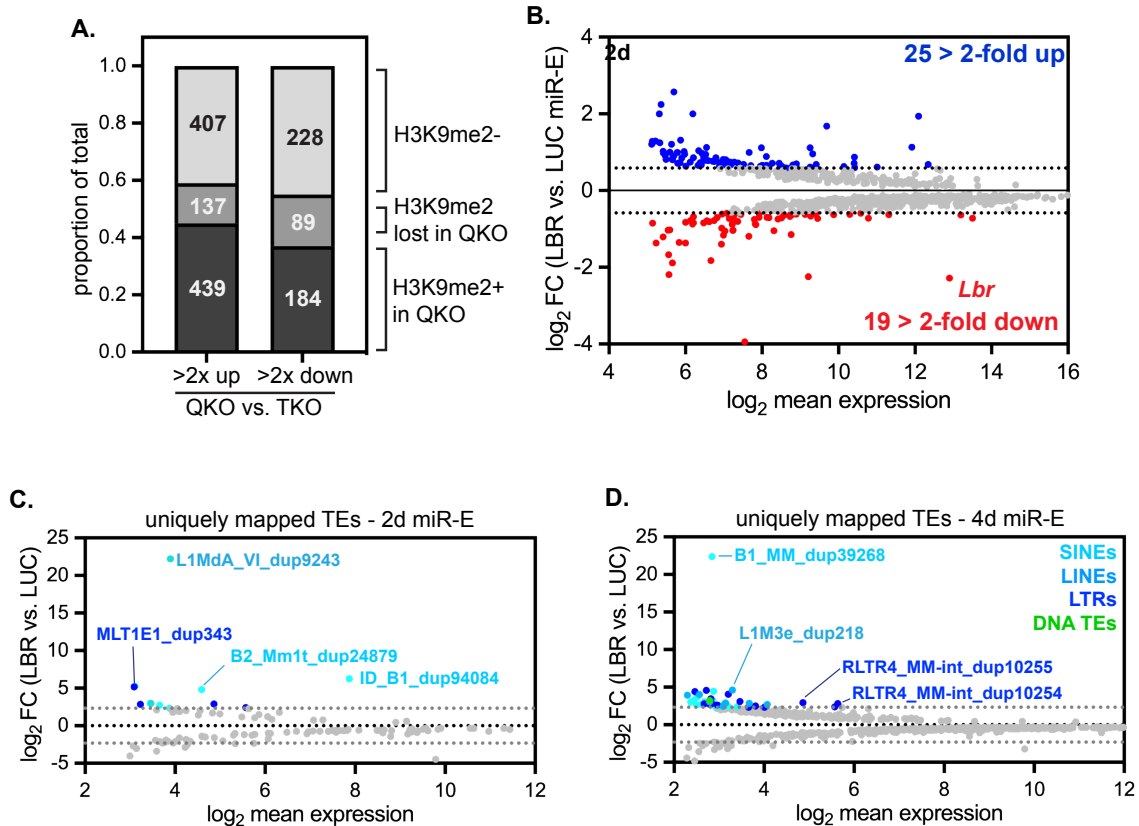 A.
proportion of total
1.0
0.8
0.6
0.4
0.2
0.0
407
137
439
228
89
184
>2x up
>2x down
QKO vs. TKO
H3K9me2-
H3K9me2
lost in QKO
H3K9me2+
in QKO
B.
log2 FC (LBR vs. LUC miR-E)
4
2
0
-2
-4
2d
25 > 2-fold up
Lbr
19 > 2-fold down
4 6 8 10 12 14 16
log2 mean expression
C.
uniquely mapped TEs - 2d miR-E
log2 FC (LBR vs. LUC)
25
20
15
10
5
0
-5
L1MdA_VI_dup9243
MLT1E1_dup343
B2_Mm1t_dup24879
ID_B1_dup94084
2 4 6 8 10 12
log2 mean expression
D.
uniquely mapped TEs - 4d miR-E
log2 FC (LBR vs. LUC)
25
20
15
10
5
0
-5
B1_MM_dup39268
SINEs
LINEs
LTRs
DNA TEs
L1M3e_dup218
RLTR4_MM-int_dup10255
RLTR4_MM-int_dup10254
2 4 6 8 10 12
log2 mean expression